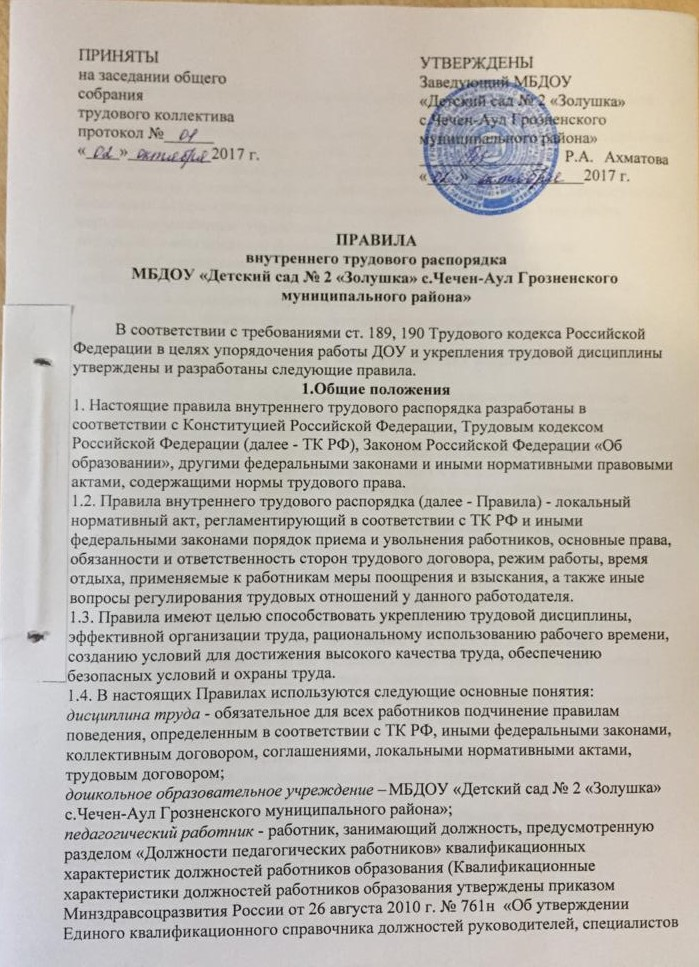 ПРИНЯТЫ
на заседании общего
собрания
трудового коллектива
протокол № 01
«02» октября 2017 г.
УТВЕРЖДЕНЫ
Заведующий МБДОУ
«Детский сад № 2 «Золушка»
с.Чечен-Аул Грозненского
муниципального района»
Р.А. Ахматова
«02» октября 2017 г.
ПРАВИЛА
внутреннего трудового распорядка
МБДОУ «Детский сад № 2 «Золушка» с.Чечен-Аул Грозненского
муниципального района»
В соответствии с требованиями ст. 189, 190 Трудового кодекса Российской
Федерации в целях упорядочения работы ДОУ и укрепления трудовой дисциплины
утверждены и разработаны следующие правила.
1.Общие положения
1. Настоящие правила внутреннего трудового распорядка разработаны в
соответствии с Конституцией Российской Федерации, Трудовым кодексом
Российской Федерации (далее - ТК РФ), Законом Российской Федерации «Об
образовании», другими федеральными законами и иными нормативными правовыми
актами, содержащими нормы трудового права.
1.2. Правила внутреннего трудового распорядка (далее - Правила) - локальный
нормативный акт, регламентирующий в соответствии с ТК РФ и иными
федеральными законами порядок приема и увольнения работников, основные права,
обязанности и ответственность сторон трудового договора, режим работы, время
отдыха, применяемые к работникам меры поощрения и взыскания, а также иные
вопросы регулирования трудовых отношений у данного работодателя.
1.3. Правила имеют целью способствовать укреплению трудовой дисциплины,
эффективной организации труда, рациональному использованию рабочего времени,
созданию условий для достижения высокого качества труда, обеспечению
безопасных условий и охраны труда.
1.4. В настоящих Правилах используются следующие основные понятия:
дисциплина труда - обязательное для всех работников подчинение правилам
поведения, определенным в соответствии с ТК РФ, иными федеральными законами,
коллективным договором, соглашениями, локальными нормативными актами,
трудовым договором;
дошкольное образовательное учреждение – МБДОУ «Детский сад № 2 «Золушка»
с.Чечен-Аул Грозненского муниципального района»;
педагогический работник - работник, занимающий должность, предусмотренную
разделом «Должности педагогических работников» квалификационных
характеристик должностей работников образования (Квалификационные
характеристики должностей работников образования утверждены приказом
Минздравсоцразвития России от 26 августа 2010 г. № 761н «Об утверждении
Единого квалификационного справочника должностей руководителей, специалистов